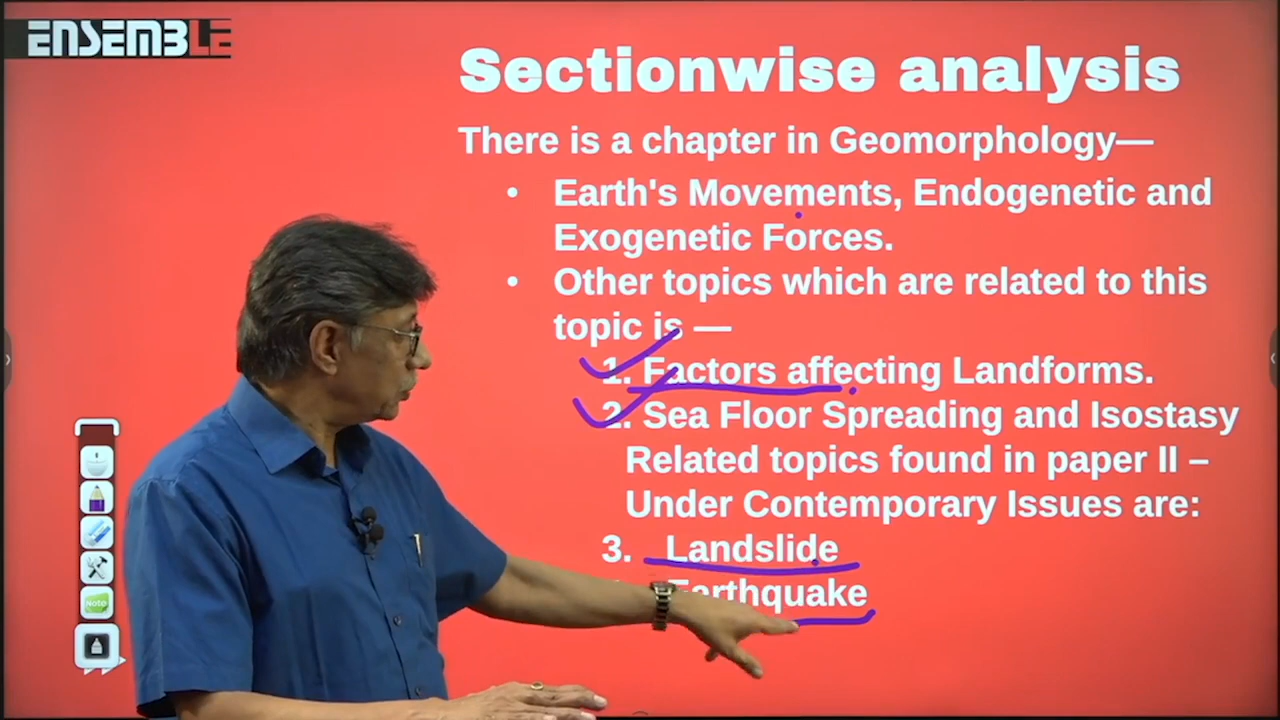 ENSEMBLE
Sectionwise analysis
There is a chapter in Geomorphology—
• Earth's Movements, Endogenetic and
Exogenetic Forces.
• Other topics which are related to this
topic is —
1. Factors affecting Landforms.
2. Sea Floor Spreading and Isostasy
Related topics found in paper II –
Under Contemporary Issues are:
3. Landslide
Earthquake
Note